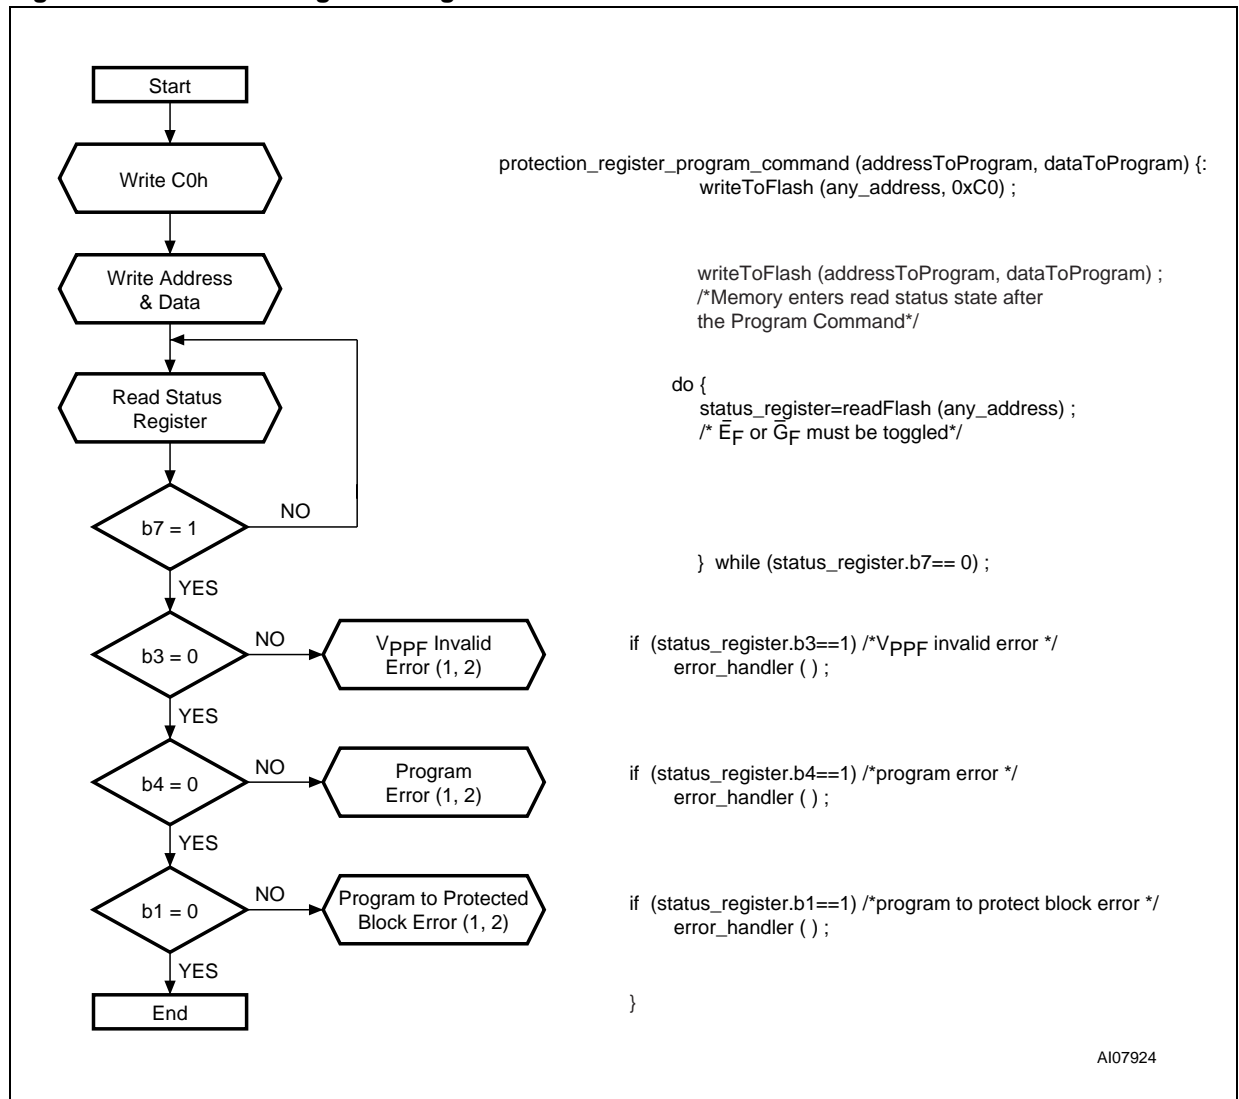 Start
Write C0h
protection_register_program_command (addressToProgram, dataToProgram) {:
writeToFlash (any_address, 0xC0) ;
Write Address
& Data
writeToFlash (addressToProgram, dataToProgram) ;
/*Memory enters read status state after
the Program Command*/
Read Status
Register
do {
status_register=readFlash (any_address) ;
/* E̅F or G̅F must be toggled*/
b7 = 1
NO
} while (status_register.b7== 0) ;
YES
b3 = 0
NO
VPPF Invalid
Error (1, 2)
if (status_register.b3==1) /*VPPF invalid error */
error_handler ( ) ;
YES
b4 = 0
NO
Program
Error (1, 2)
if (status_register.b4==1) /*program error */
error_handler ( ) ;
YES
b1 = 0
NO
Program to Protected
Block Error (1, 2)
if (status_register.b1==1) /*program to protect block error */
error_handler ( ) ;
YES
End
}
AI07924